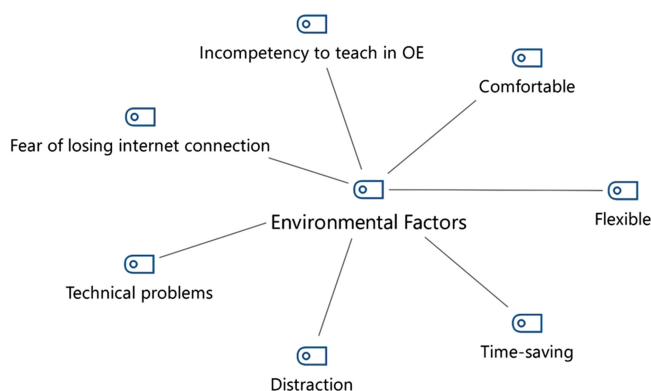 Incompetency to teach in OE
Comfortable
Fear of losing internet connection
Environmental Factors
Flexible
Technical problems
Time-saving
Distraction